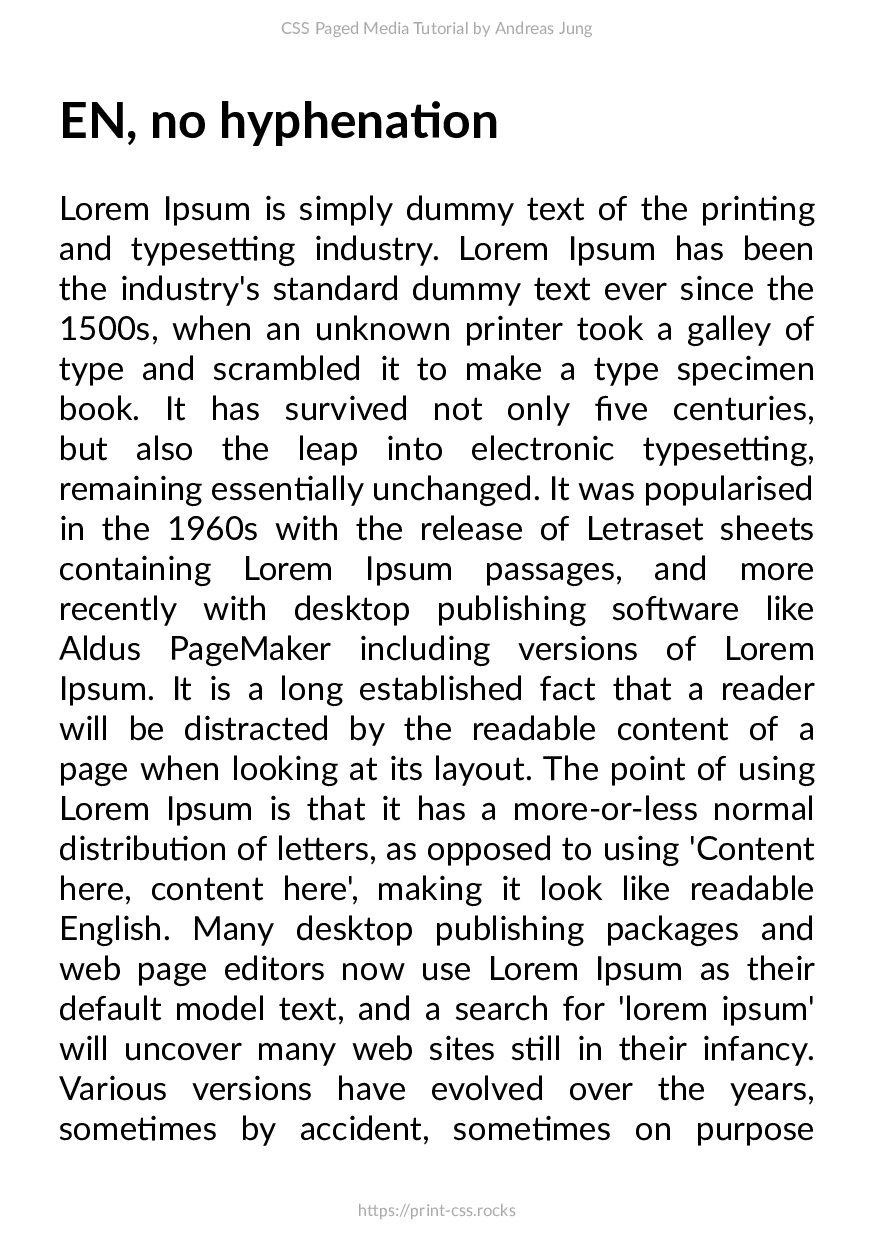 CSS Paged Media Tutorial by Andreas Jung
EN, no hyphenation
Lorem Ipsum is simply dummy text of the printing
and typesetting industry. Lorem Ipsum has been
the industry's standard dummy text ever since the
1500s, when an unknown printer took a galley of
type and scrambled it to make a type specimen
book. It has survived not only five centuries,
but also the leap into electronic typesetting,
remaining essentially unchanged. It was popularised
in the 1960s with the release of Letraset sheets
containing Lorem Ipsum passages, and more
recently with desktop publishing software like
Aldus PageMaker including versions of Lorem
Ipsum. It is a long established fact that a reader
will be distracted by the readable content of a
page when looking at its layout. The point of using
Lorem Ipsum is that it has a more-or-less normal
distribution of letters, as opposed to using 'Content
here, content here', making it look like readable
English. Many desktop publishing packages and
web page editors now use Lorem Ipsum as their
default model text, and a search for 'lorem ipsum'
will uncover many web sites still in their infancy.
Various versions have evolved over the years,
sometimes by accident, sometimes on purpose
https://print-css.rocks